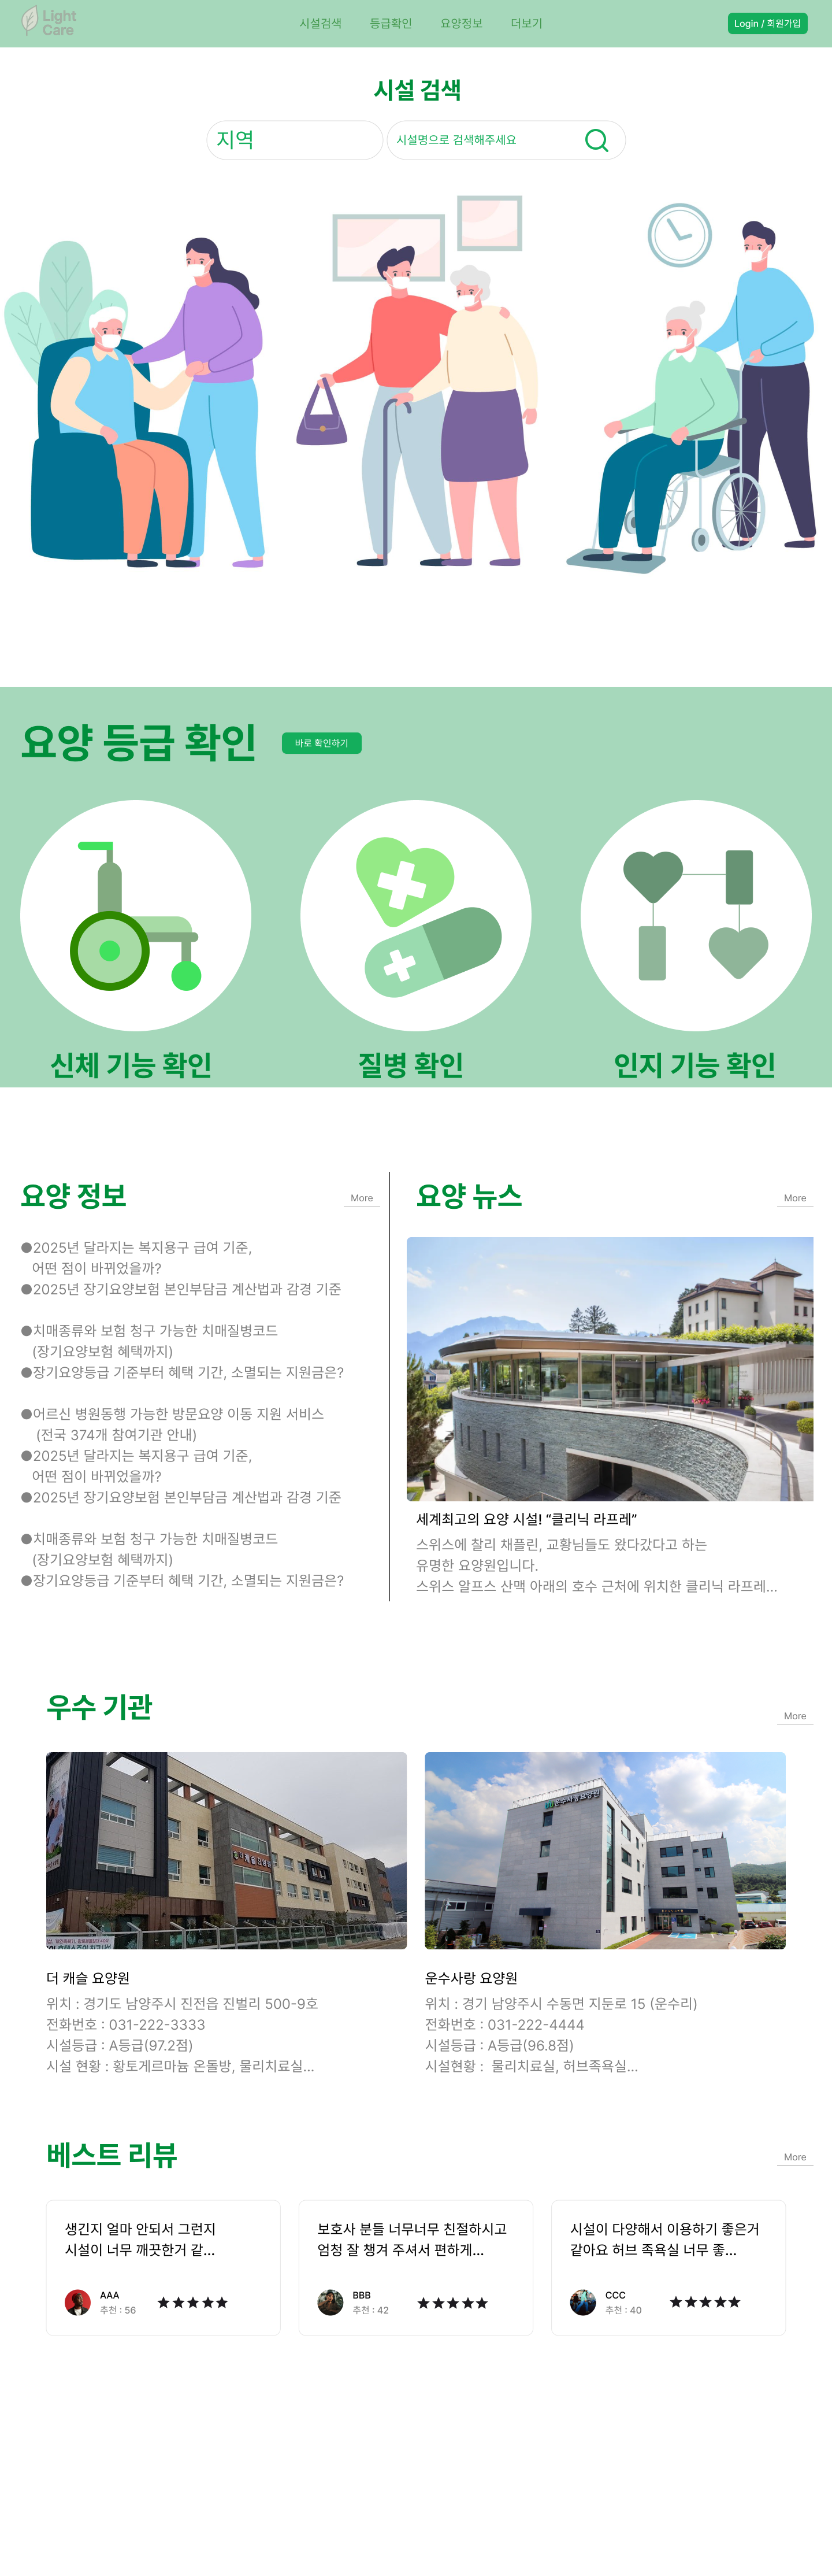 Light
Care
시설검색 등급확인 요양정보 더보기
Login / 회원가입
시설 검색
지역
시설명으로 검색해주세요
요양 등급 확인
바로 확인하기
신체 기능 확인
질병 확인
인지 기능 확인
요양 정보
More
●2025년 달라지는 복지용구 급여 기준,
어떤 점이 바뀌었을까?
●2025년 장기요양보험 본인부담금 계산법과 감경 기준
●치매종류와 보험 청구 가능한 치매질병코드
(장기요양보험 혜택까지)
●장기요양등급 기준부터 혜택 기간, 소멸되는 지원금은?
●어르신 병원동행 가능한 방문요양 이동 지원 서비스
(전국 374개 참여기관 안내)
●2025년 달라지는 복지용구 급여 기준,
어떤 점이 바뀌었을까?
●2025년 장기요양보험 본인부담금 계산법과 감경 기준
●치매종류와 보험 청구 가능한 치매질병코드
(장기요양보험 혜택까지)
●장기요양등급 기준부터 혜택 기간, 소멸되는 지원금은?
요양 뉴스
More
세계최고의 요양 시설! “클리닉 라프레”
스위스에 찰리 채플린, 교황님들도 왔다갔다고 하는
유명한 요양원입니다.
스위스 알프스 산맥 아래의 호수 근처에 위치한 클리닉 라프레...
우수 기관
More
운수사랑요양원
더 캐슬 요양원
위치 : 경기도 남양주시 진전읍 진벌리 500-9호
전화번호 : 031-222-3333
시설등급 : A등급(97.2점)
시설 현황 : 황토게르마늄 온돌방, 물리치료실...
운수사랑 요양원
위치 : 경기 남양주시 수동면 지둔로 15 (운수리)
전화번호 : 031-222-4444
시설등급 : A등급(96.8점)
시설현황 : 물리치료실, 허브족욕실...
베스트 리뷰
More
생긴지 얼마 안되서 그런지
시설이 너무 깨끗한거 같...
AAA
추천 : 56
★★★★★
보호사 분들 너무너무 친절하시고
엄청 잘 챙겨 주셔서 편하게...
BBB
추천 : 42
★★★★★
시설이 다양해서 이용하기 좋은거
같아요 허브 족욕실 너무 좋...
CCC
추천 : 40
★★★★★